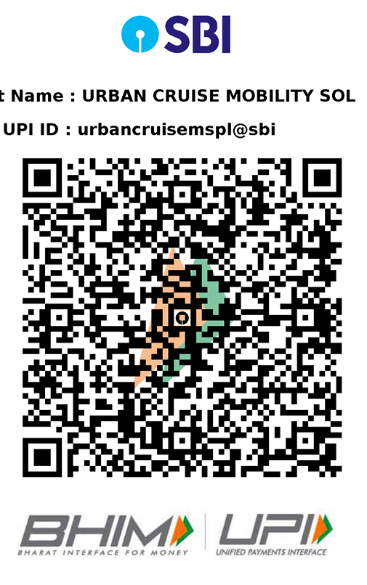 SBI
t Name : URBAN CRUISE MOBILITY SOL
UPI ID : urbancruisemspl@sbi
BHIM UPI
BHARAT INTERFACE FOR MONEY UNIFIED PAYMENTS INTERFACE